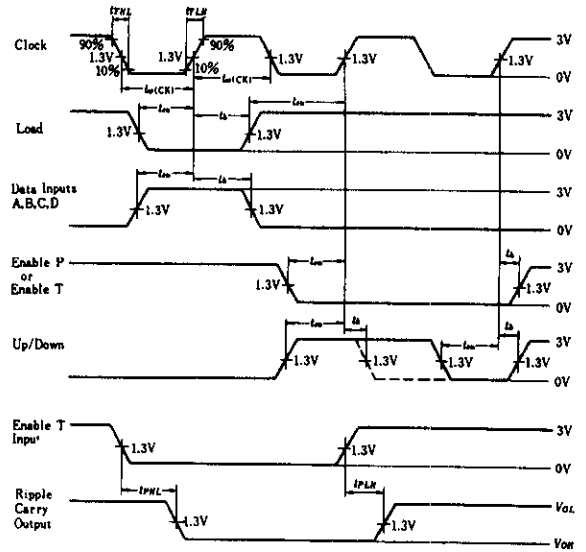 tTHL tTLH
Clock
90% 90%
1.3V 1.3V 1.3V 1.3V 1.3V
10% 10%
3V
0V
tw(CK) tw(CK)
tsu th tsu
Load
1.3V 1.3V
3V
0V
tsu th
Data Inputs
A,B,C,D
1.3V 1.3V
3V
0V
Enable P
or
Enable T
tsu th
1.3V 1.3V
3V
0V
Up/Down
tsu th tsu th
1.3V 1.3V 1.3V 1.3V
3V
0V
Enable T
Input
1.3V 1.3V
3V
0V
tPHL tPLH
Ripple
Carry
Output
1.3V 1.3V
VOL
VOH